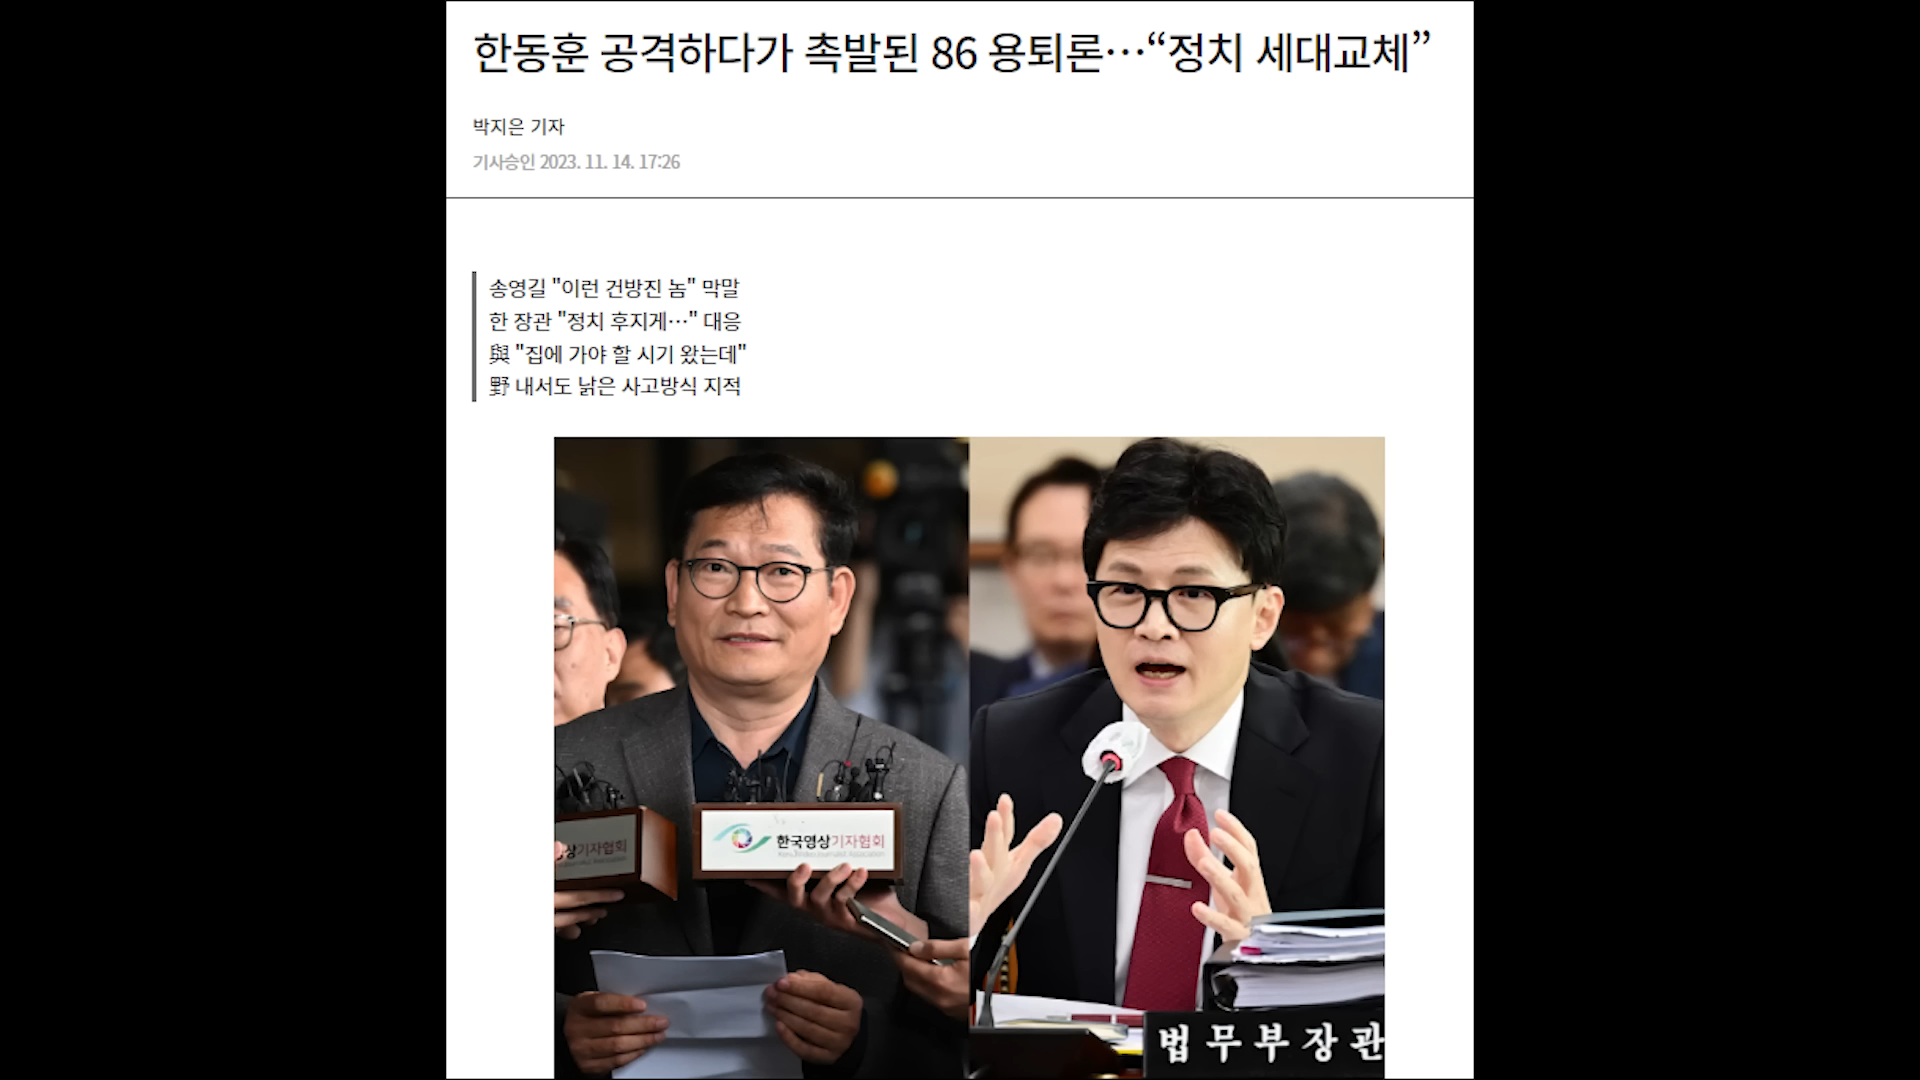 한동훈 공격하다가 촉발된 86 용퇴론…“정치 세대교체”
박지은 기자
기사승인 2023. 11. 14. 17:26
송영길 "이런 건방진 놈" 막말
한 장관 "정치 후지게…" 대응
與 "집에 가야 할 시기 왔는데"
野 내서도 낡은 사고방식 지적
상기자협회
한국영상기자협회
법무부장관